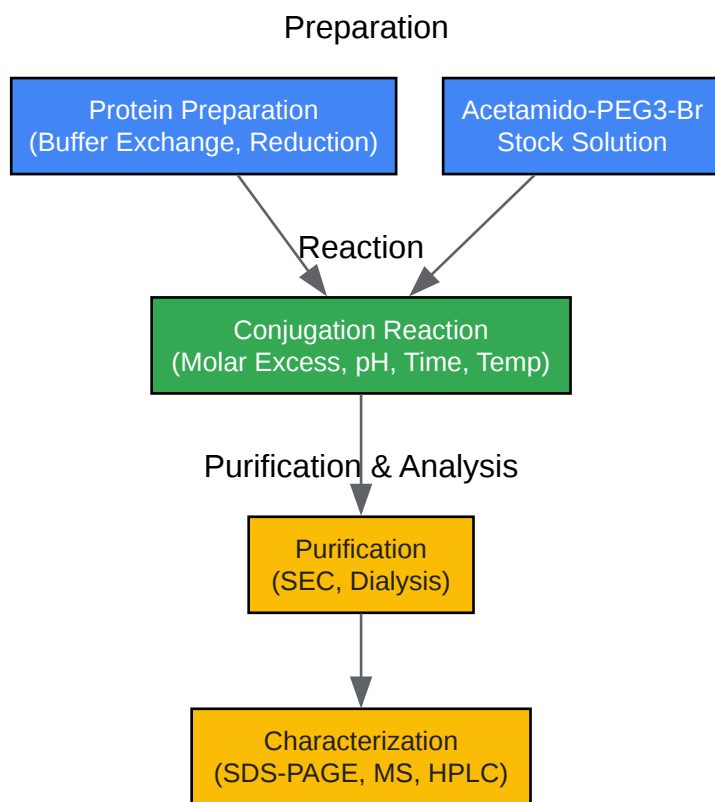 Preparation
Protein Preparation
(Buffer Exchange, Reduction)
Acetamido-PEG3-Br
Stock Solution
Reaction
Conjugation Reaction
(Molar Excess, pH, Time, Temp)
Purification & Analysis
Purification
(SEC, Dialysis)
Characterization
(SDS-PAGE, MS, HPLC)